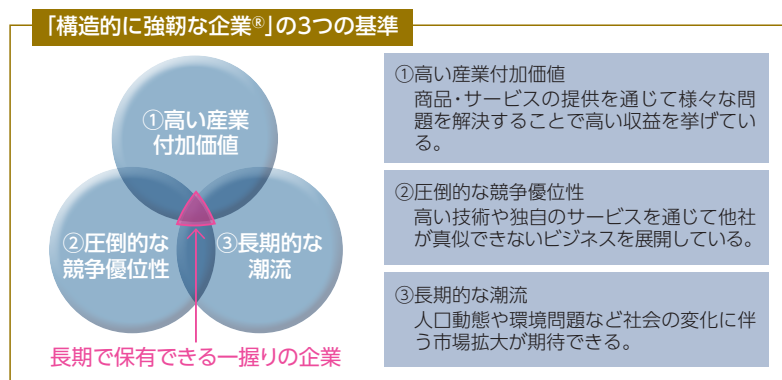 「構造的に強靭な企業®」の3つの基準
①高い産業
付加価値
②圧倒的な
競争優位性
③長期的な
潮流
長期で保有できる一握りの企業
①高い産業付加価値
商品・サービスの提供を通じて様々な問
題を解決することで高い収益を挙げてい
る。
②圧倒的な競争優位性
高い技術や独自のサービスを通じて他社
が真似できないビジネスを展開している。
③長期的な潮流
人口動態や環境問題など社会の変化に伴
う市場拡大が期待できる。